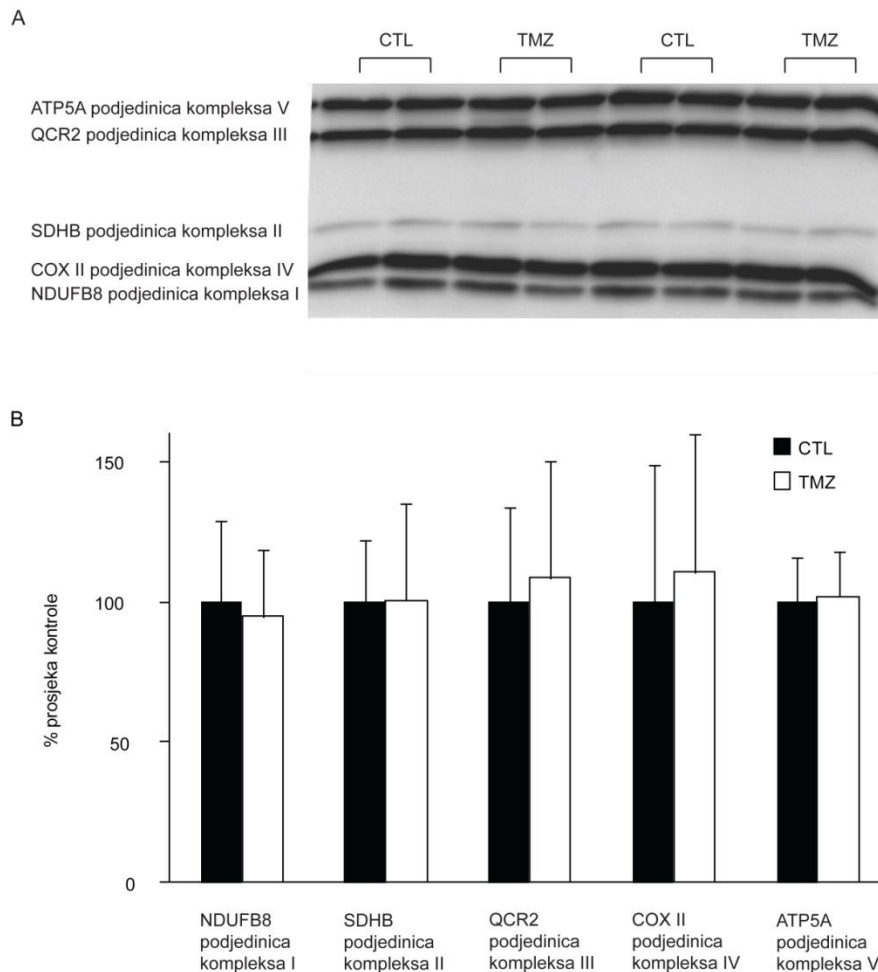 A
CTL TMZ CTL TMZ
ATP5A podjedinica kompleksa V
QCR2 podjedinica kompleksa III
SDHB podjedinica kompleksa II
COX II podjedinica kompleksa IV
NDUFB8 podjedinica kompleksa I
B
CTL
TMZ
% prosjeka kontrole
150
100
50
0
NDUFB8
podjedinica
kompleksa I
SDHB
podjedinica
kompleksa II
QCR2
podjedinica
kompleksa III
COX II
podjedinica
kompleksa IV
ATP5A
podjedinica
kompleksa V